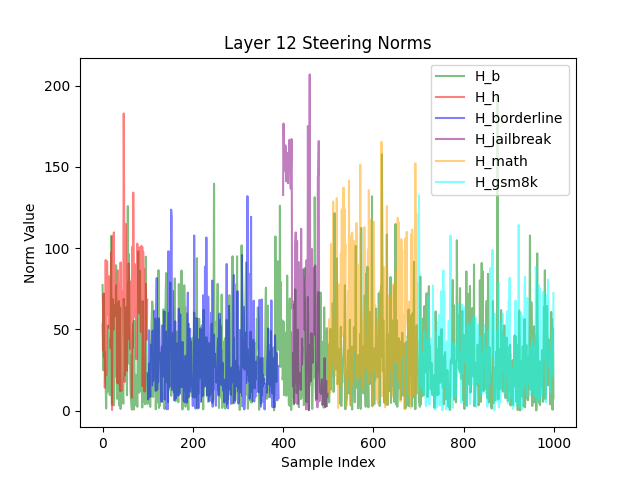 Layer 12 Steering Norms
200
150
100
50
0
Norm Value
H_b
H_h
H_borderline
H_jailbreak
H_math
H_gsm8k
0 200 400 600 800 1000
Sample Index